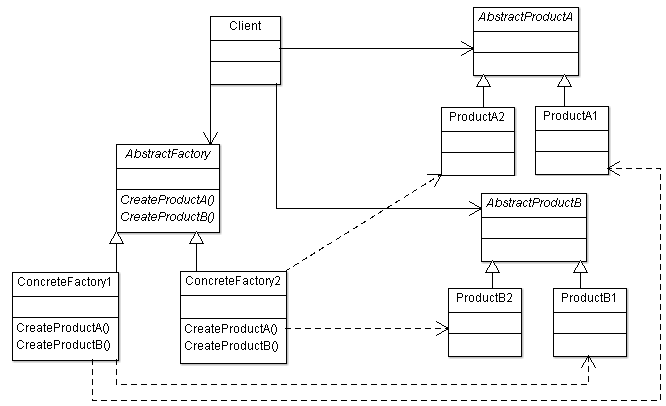 Client
AbstractProductA
ProductA2
ProductA1
AbstractFactory
CreateProductA()
CreateProductB()
AbstractProductB
ConcreteFactory1
CreateProductA()
CreateProductB()
ConcreteFactory2
CreateProductA()
CreateProductB()
ProductB2
ProductB1